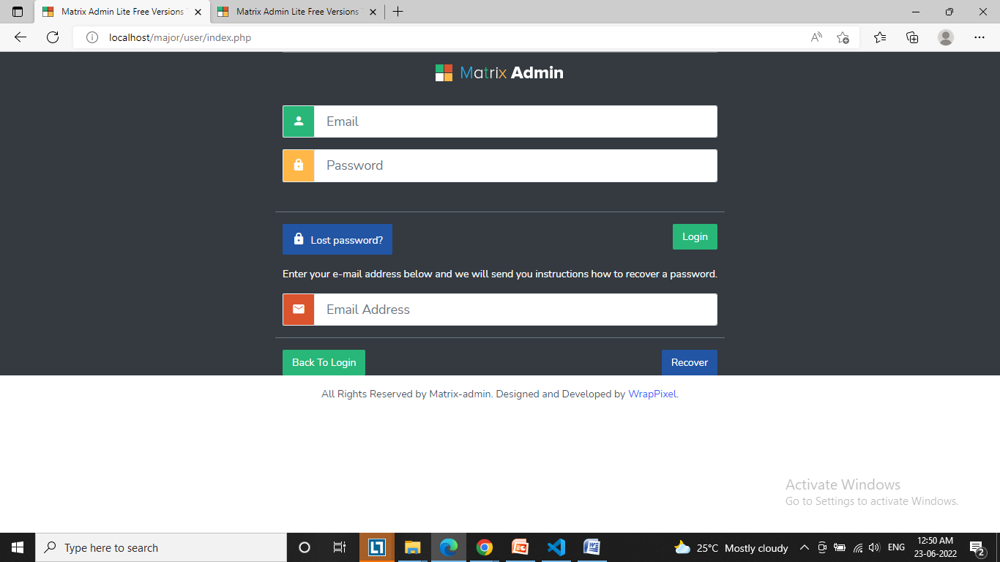 Matrix Admin Lite Free Versions
Matrix Admin Lite Free Versions
localhost/major/user/index.php
Matrix Admin
Email
Password
Lost password?
Login
Enter your e-mail address below and we will send you instructions how to recover a password.
Email Address
Back To Login
Recover
All Rights Reserved by Matrix-admin. Designed and Developed by WrapPixel.
Activate Windows
Go to Settings to activate Windows.
Type here to search
25°C Mostly cloudy
ENG
12:50 AM
23-06-2022
2